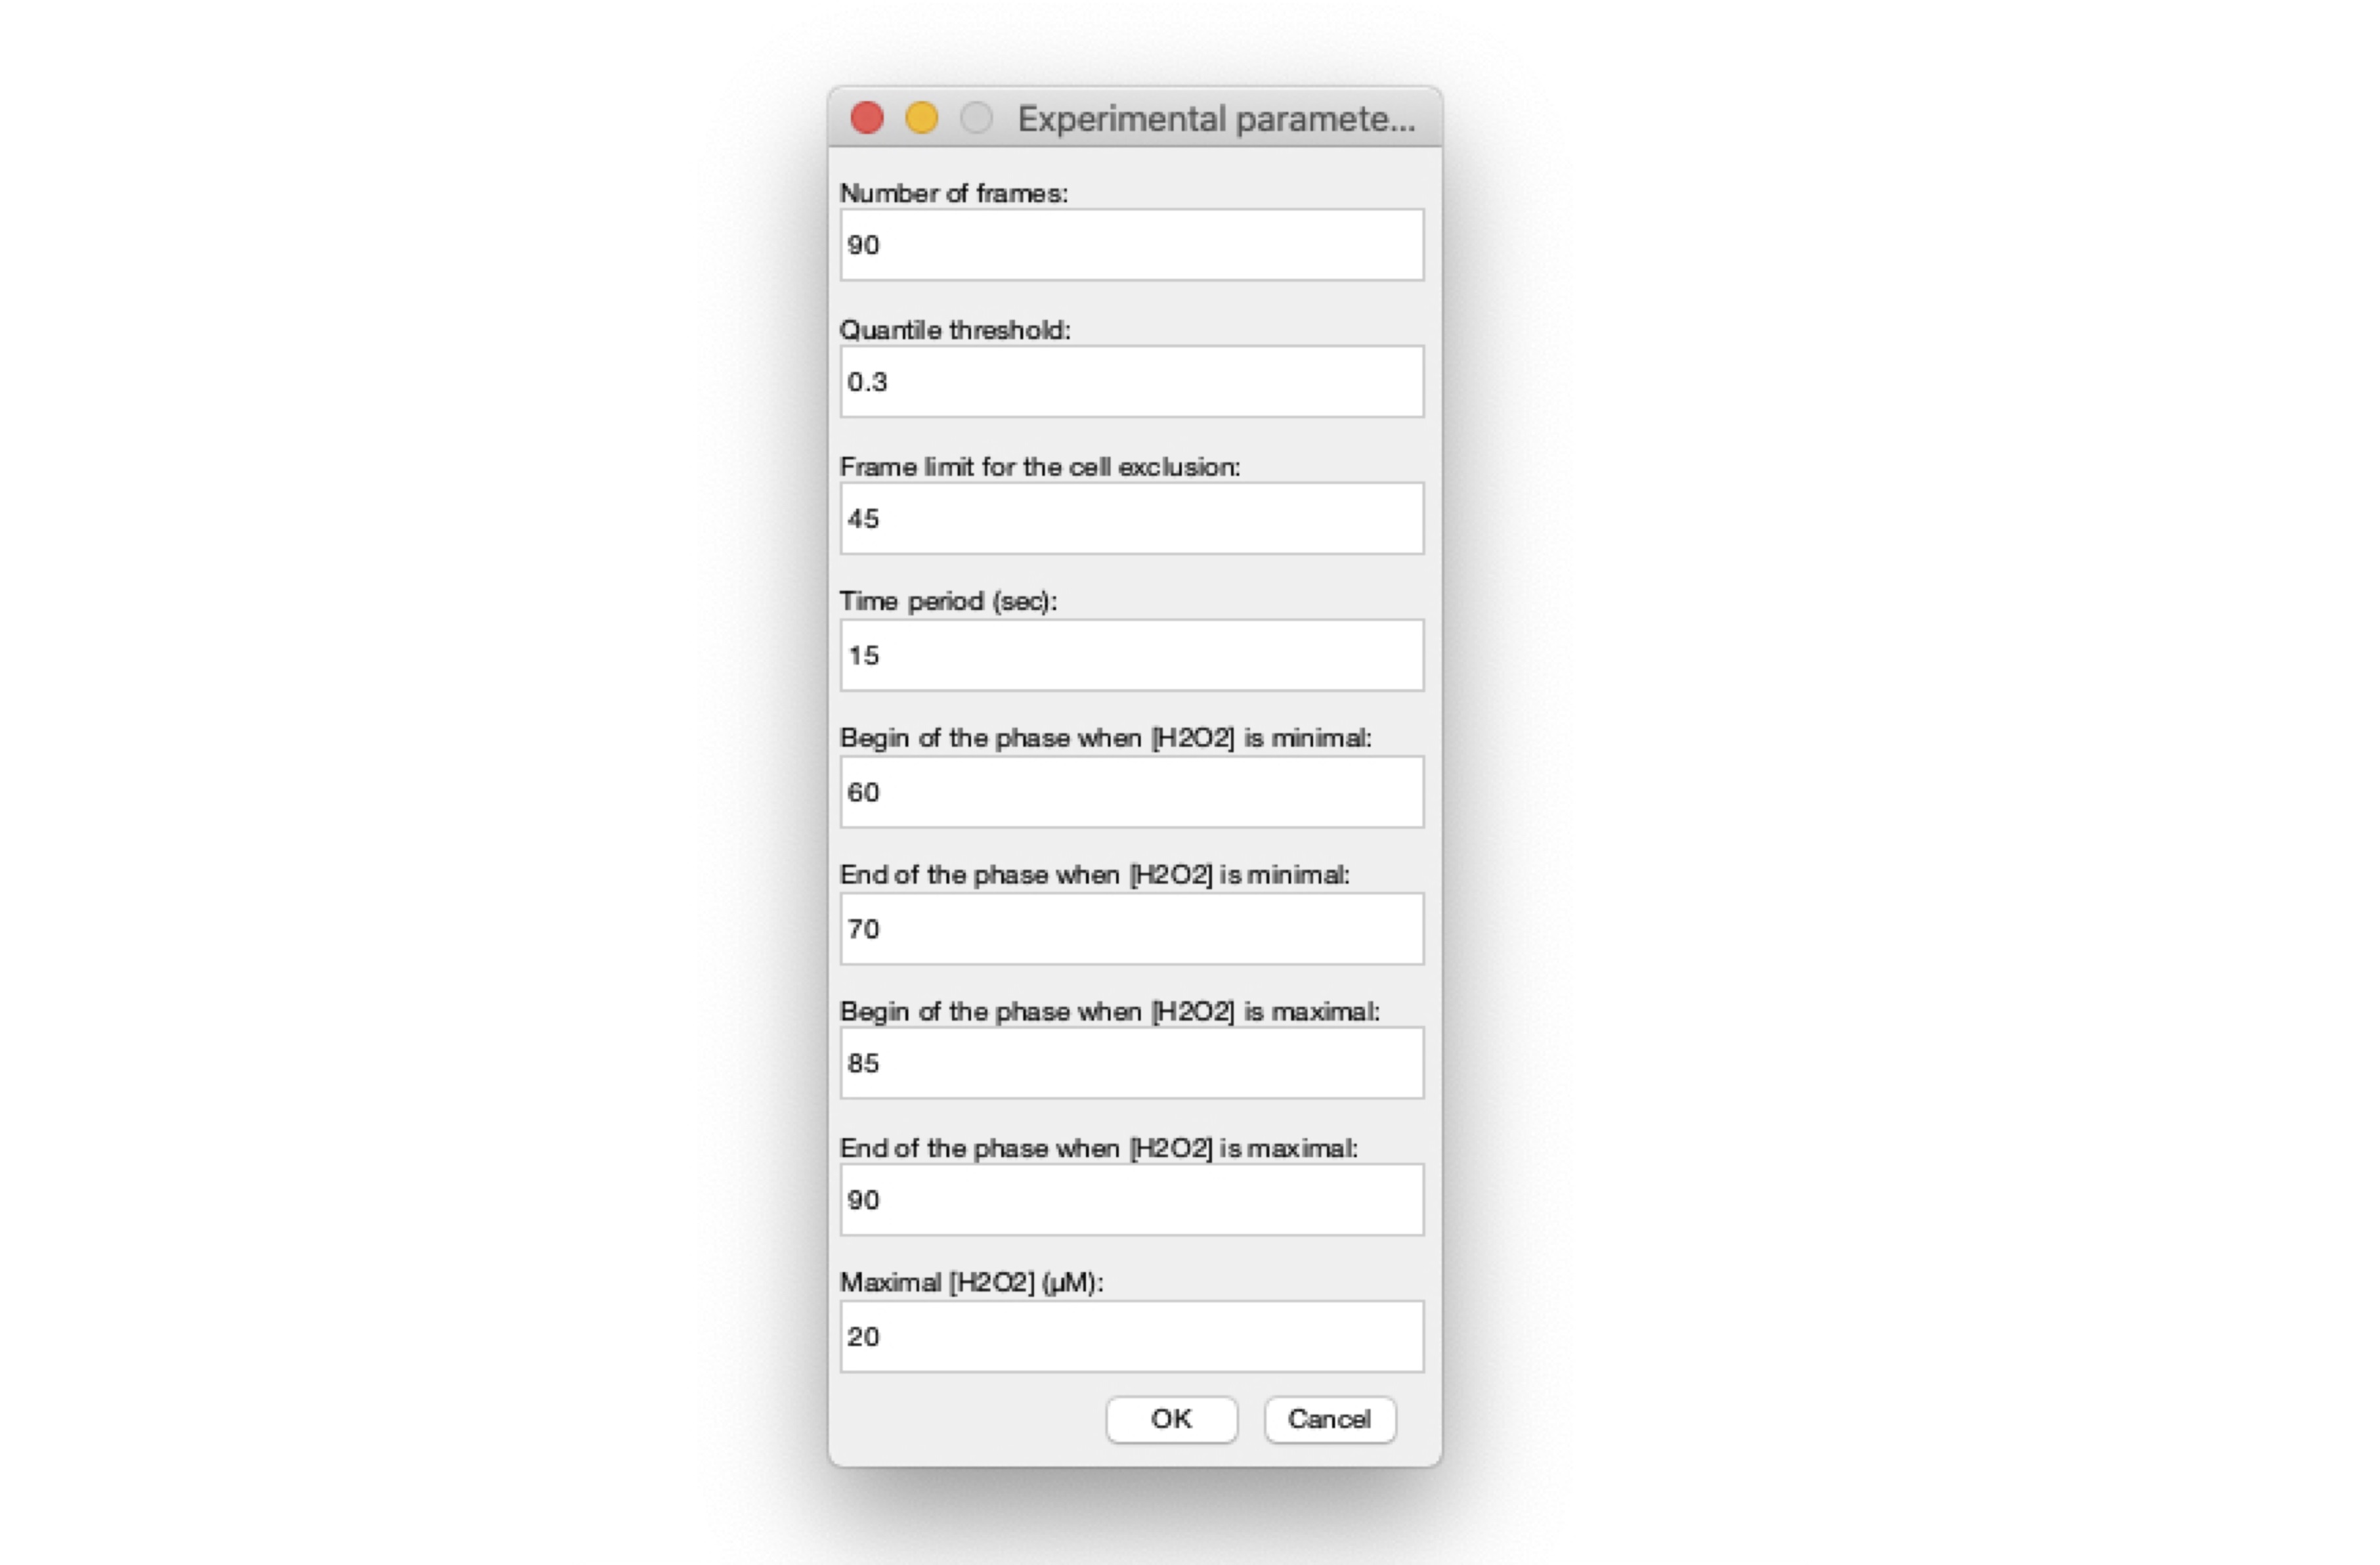 Experimental paramete...
Number of frames:
90
Quantile threshold:
0.3
Frame limit for the cell exclusion:
45
Time period (sec):
15
Begin of the phase when [H2O2] is minimal:
60
End of the phase when [H2O2] is minimal:
70
Begin of the phase when [H2O2] is maximal:
85
End of the phase when [H2O2] is maximal:
90
Maximal [H2O2] (µM):
20
OK Cancel